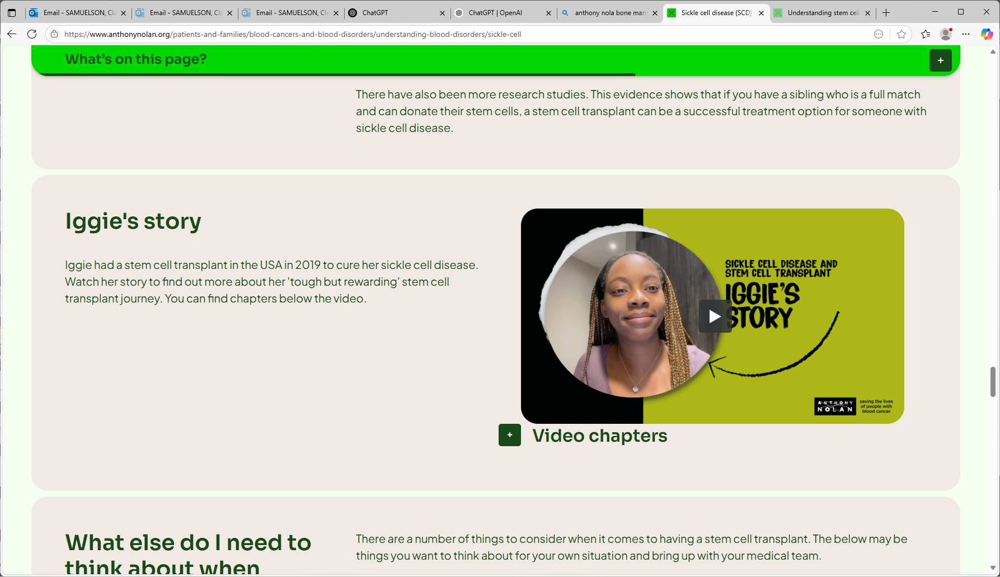 Email - SAMUELSON, Cla
Email - SAMUELSON, Cla
Email - SAMUELSON, Cla
ChatGPT
ChatGPT | OpenAI
anthony nola bone marr
Sickle cell disease (SCD)
Understanding stem cell
https://www.anthonynolan.org/patients-and-families/blood-cancers-and-blood-disorders/understanding-blood-disorders/sickle-cell
What's on this page?
There have also been more research studies. This evidence shows that if you have a sibling who is a full match
and can donate their stem cells, a stem cell transplant can be a successful treatment option for someone with
sickle cell disease.
Iggie's story
Iggie had a stem cell transplant in the USA in 2019 to cure her sickle cell disease.
Watch her story to find out more about her 'tough but rewarding' stem cell
transplant journey. You can find chapters below the video.
SICKLE CELL DISEASE AND
STEM CELL TRANSPLANT
IGGIE'S
STORY
ANTHONY
NOLAN
saving the lives
of people with
blood cancer
Video chapters
What else do I need to
think about when
There are a number of things to consider when it comes to having a stem cell transplant. The below may be
things you want to think about for your own situation and bring up with your medical team.